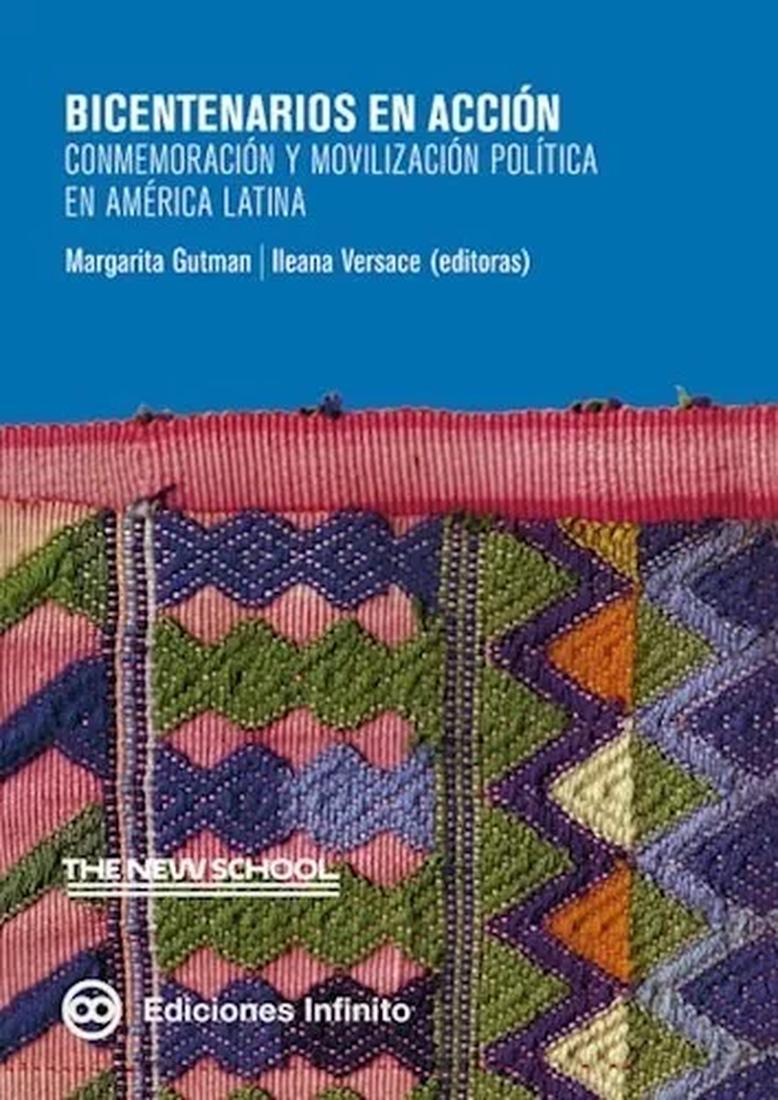 BICENTENARIOS EN ACCIÓN
CONMEMORACIÓN Y MOVILIZACIÓN POLÍTICA
EN AMÉRICA LATINA
Margarita Gutman | Ileana Versace (editoras)
THE NEW SCHOOL
Ediciones Infinito